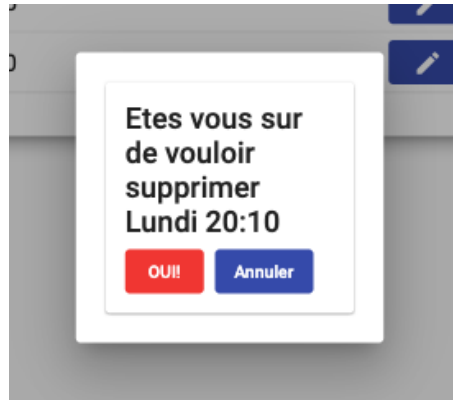 Etes vous sur
de vouloir
supprimer
Lundi 20:10
OUI! Annuler